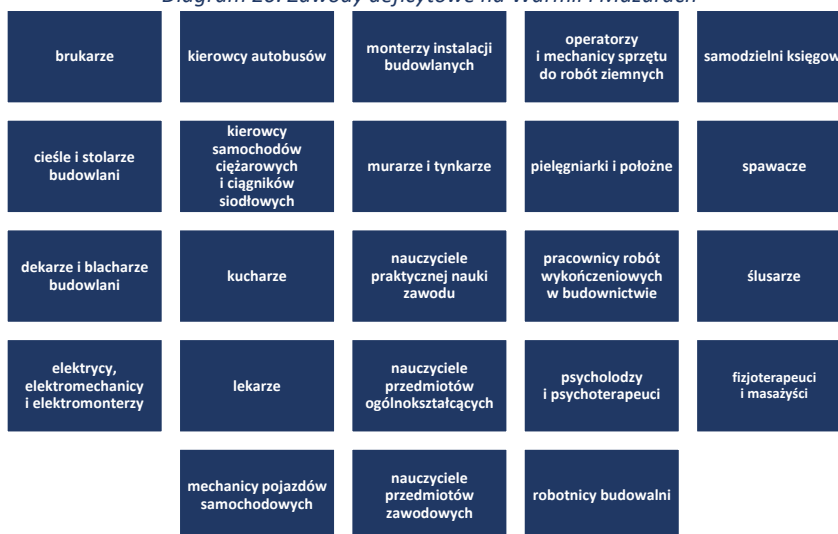 brukarze
kierowcy autobusów
monterzy instalacji
budowlanych
operatorzy
i mechanicy sprzętu
do robót ziemnych
samodzielni księgow
cieśle i stolarze
budowlani
kierowcy
samochodów
ciężarowych
i ciągników
siodłowych
murarze i tynkarze
pielęgniarki i położne
spawacze
dekarze i blacharze
budowlani
kucharze
nauczyciele
praktycznej nauki
zawodu
pracownicy robót
wykończeniowych
w budownictwie
ślusarze
elektrycy,
elektromechanicy
i elektromonterzy
lekarze
nauczyciele
przedmiotów
ogólnokształcących
psycholodzy
i psychoterapeuci
fizjoterapeuci
i masażyści
mechanicy pojazdów
samochodowych
nauczyciele
przedmiotów
zawodowych
robotnicy budowalni